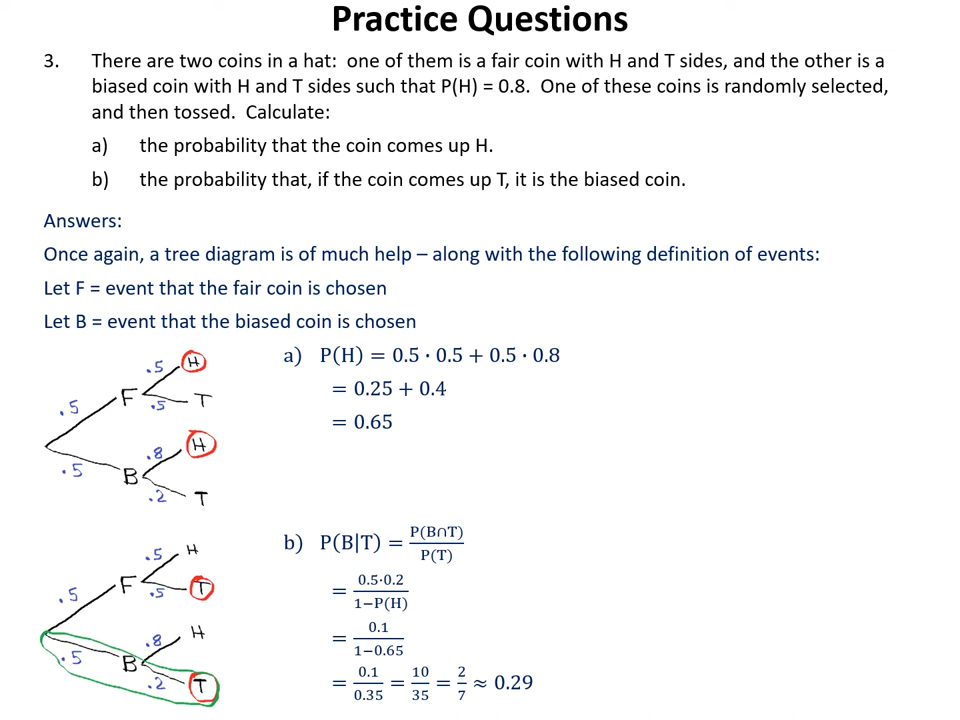 Practice Questions
3. There are two coins in a hat: one of them is a fair coin with H and T sides, and the other is a
biased coin with H and T sides such that P(H) = 0.8. One of these coins is randomly selected,
and then tossed. Calculate:
a) the probability that the coin comes up H.
b) the probability that, if the coin comes up T, it is the biased coin.
Answers:
Once again, a tree diagram is of much help – along with the following definition of events:
Let F = event that the fair coin is chosen
Let B = event that the biased coin is chosen
.5 H
.5 F .5 T
.5 B .8 H
.2 T
a) P(H) = 0.5 · 0.5 + 0.5 · 0.8
= 0.25 + 0.4
= 0.65
.5 H
.5 F .5 T
.5 B .8 H
.2 T
b) P(B|T) = P(B∩T)/P(T)
= 0.5·0.2/1−P(H)
= 0.1/1−0.65
= 0.1/0.35 = 10/35 = 2/7 ≈ 0.29